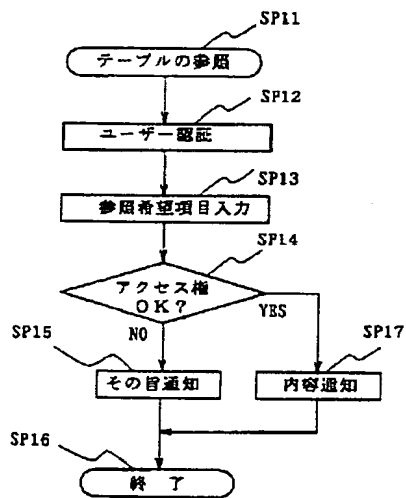 SP11
テーブルの参照
SP12
ユーザー認証
SP13
参照希望項目入力
SP14
アクセス権
OK?
YES
NO
SP15
その旨通知
SP17
内容通知
SP16
終 了